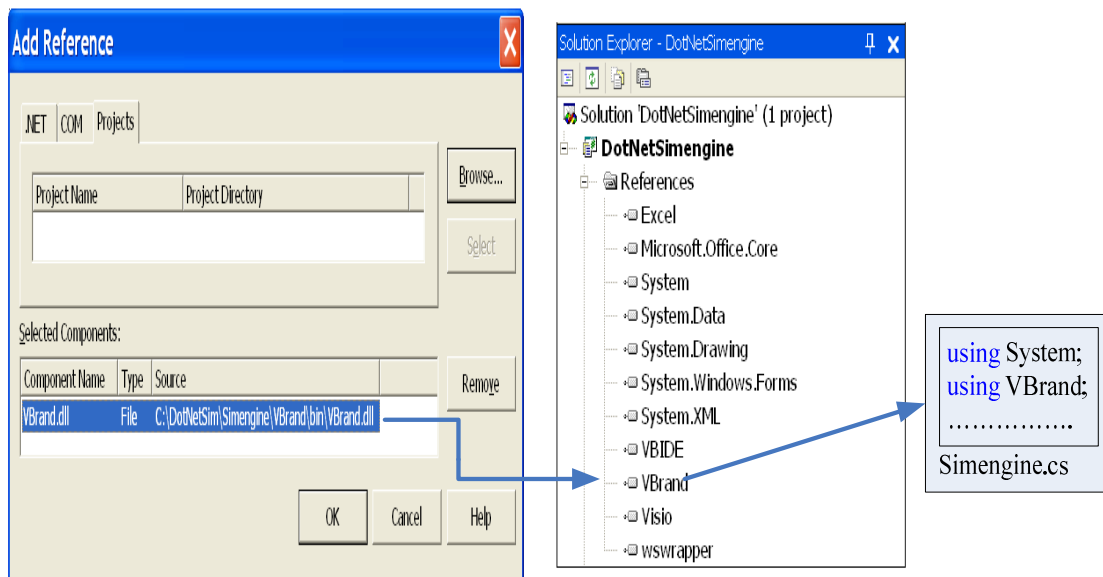 Add Reference
.NET COM Projects
Project Name Project Directory
Browse...
Select
Selected Components:
Component Name Type Source
VBrand.dll File C:\DotNetSim\Simengine\VBrand\bin\VBrand.dll
Remove
OK Cancel Help
Solution Explorer - DotNetSimengine
Solution 'DotNetSimengine' (1 project)
DotNetSimengine
References
Excel
Microsoft.Office.Core
System
System.Data
System.Drawing
System.Windows.Forms
System.XML
VBIDE
VBrand
Visio
wswrapper
using System;
using VBrand;
................
Simengine.cs